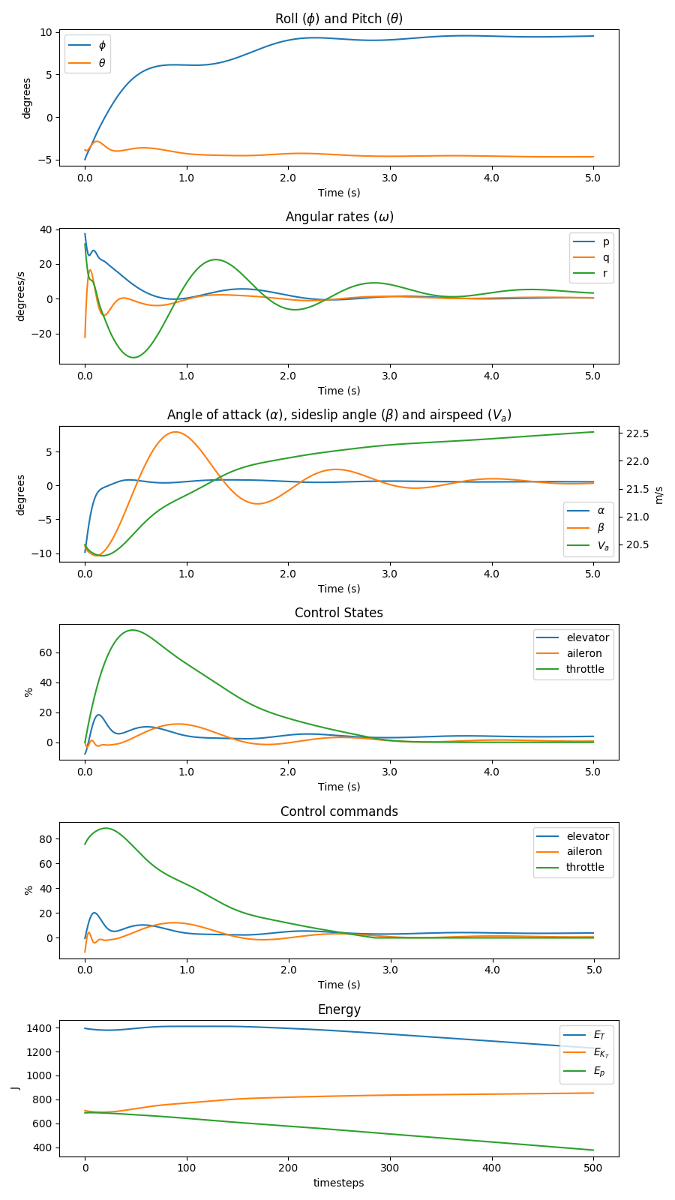 Roll (ϕ) and Pitch (θ)
degrees
10
5
0
−5
ϕ
θ
0.0 1.0 2.0 3.0 4.0 5.0
Time (s)
Angular rates (ω)
degrees/s
40
20
0
−20
p
q
r
0.0 1.0 2.0 3.0 4.0 5.0
Time (s)
Angle of attack (α), sideslip angle (β) and airspeed (Vₐ)
degrees
5
0
−5
−10
22.5
22.0
21.5
21.0
20.5
m/s
α
β
Vₐ
0.0 1.0 2.0 3.0 4.0 5.0
Time (s)
Control States
%
60
40
20
0
elevator
aileron
throttle
0.0 1.0 2.0 3.0 4.0 5.0
Time (s)
Control commands
%
80
60
40
20
0
elevator
aileron
throttle
0.0 1.0 2.0 3.0 4.0 5.0
Time (s)
Energy
J
1400
1200
1000
800
600
400
E_T
E_{K_T}
E_p
0 100 200 300 400 500
timesteps